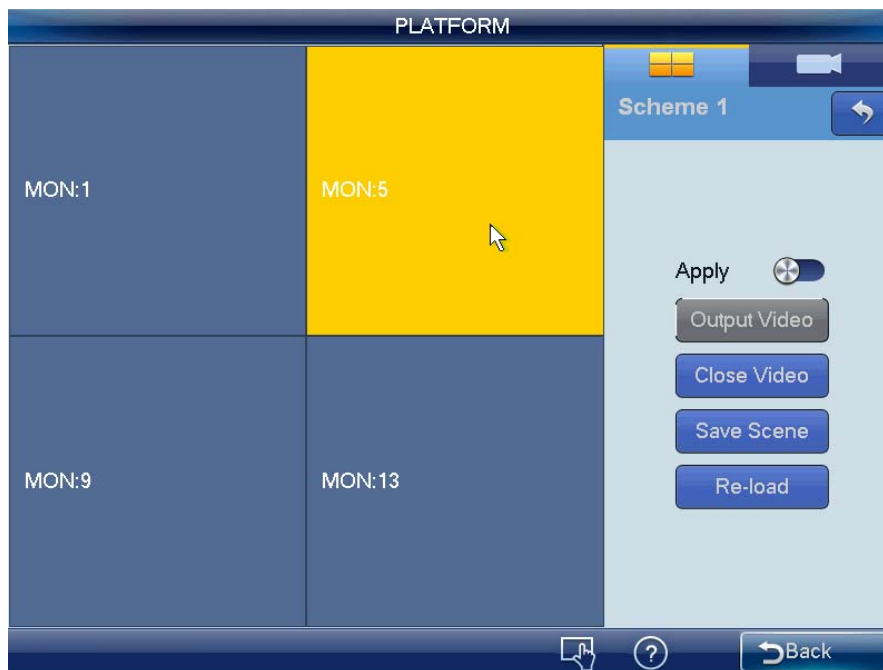 PLATFORM
MON:1
MON:5
MON:9
MON:13
Scheme 1
Apply
Output Video
Close Video
Save Scene
Re-load
?
Back